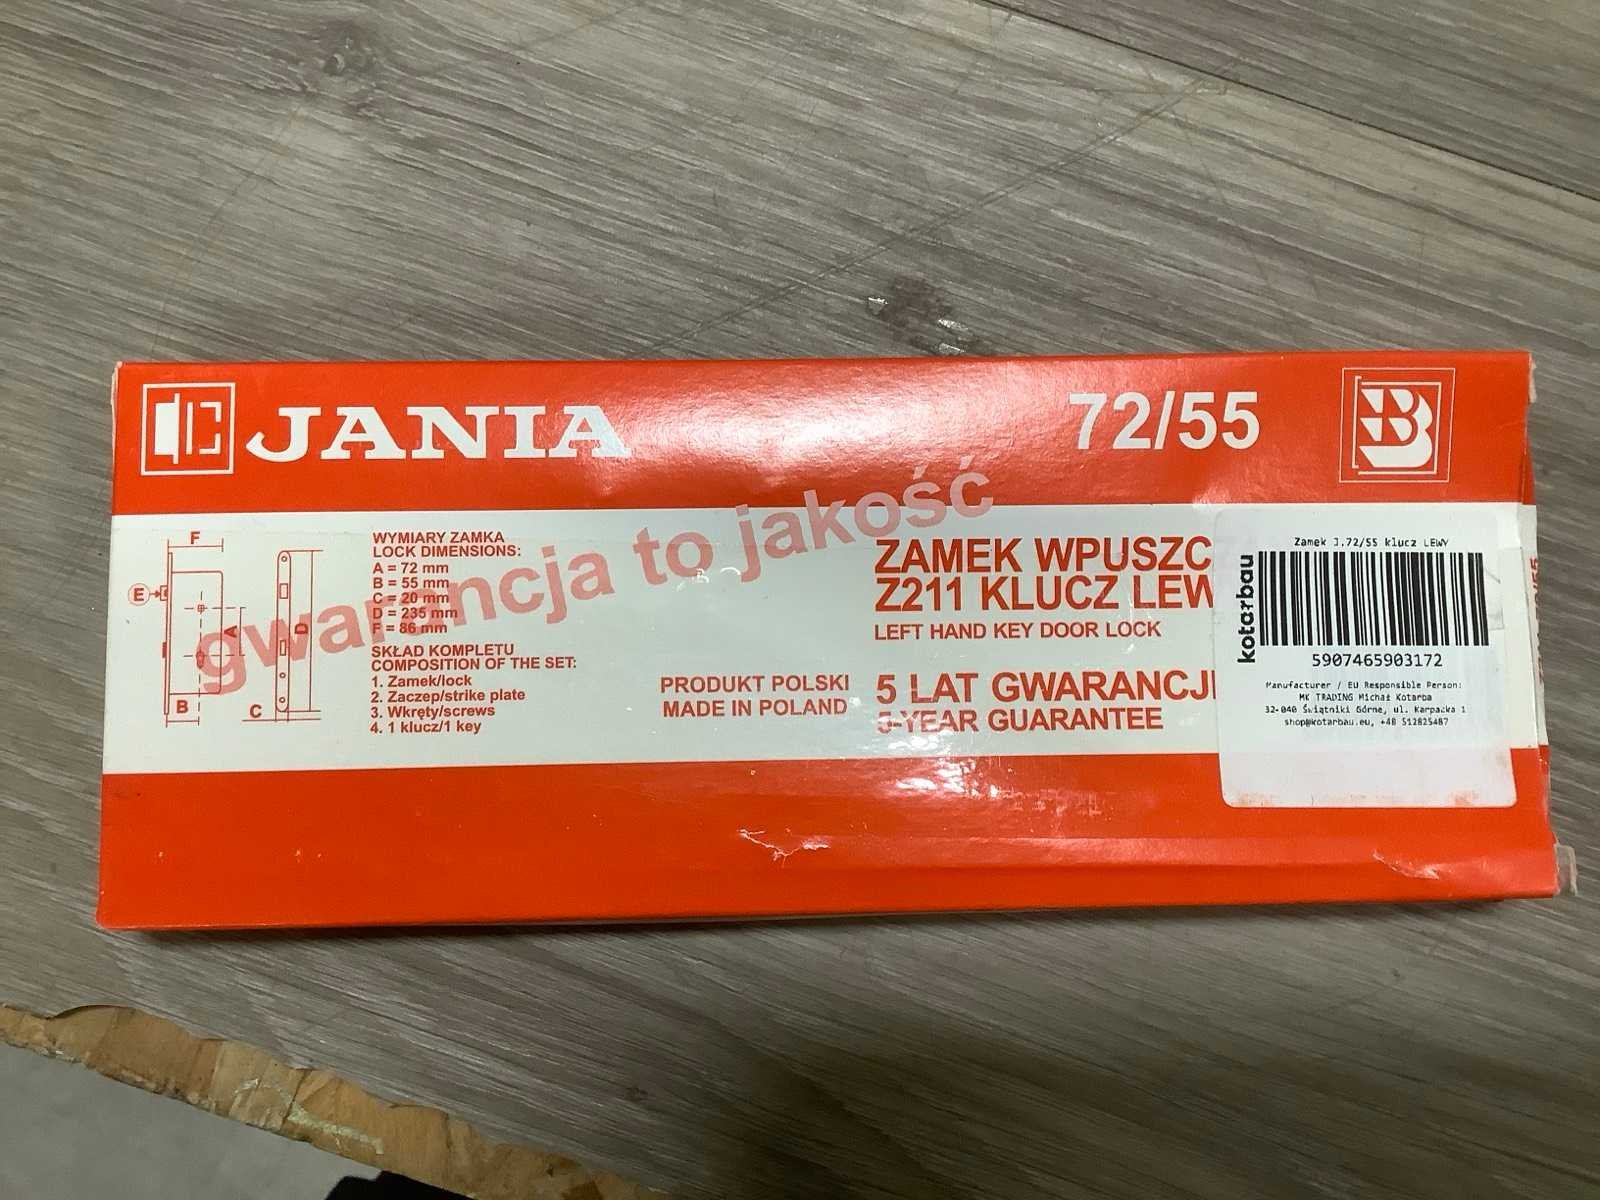 JANIA
72/55
B
gwarancja to jakość
F
E
A
D
B
C
WYMIARY ZAMKA
LOCK DIMENSIONS:
A = 72 mm
B = 55 mm
C = 20 mm
D = 235 mm
F = 86 mm
SKŁAD KOMPLETU
COMPOSITION OF THE SET:
1. Zamek/lock
2. Zaczep/strike plate
3. Wkręty/screws
4. 1 klucz/1 key
PRODUKT POLSKI
MADE IN POLAND
ZAMEK WPUSZC
Z211 KLUCZ LEW
LEFT HAND KEY DOOR LOCK
5 LAT GWARANCJI
5-YEAR GUARANTEE
kotarbau
Zamek J.72/55 klucz LEWY
5907465903172
Manufacturer / EU Responsible Person:
MK TRADING Michał Kotarba
32-040 Świątniki Górne, ul. Karpacka 1
shop@kotarbau.eu, +48 512825487